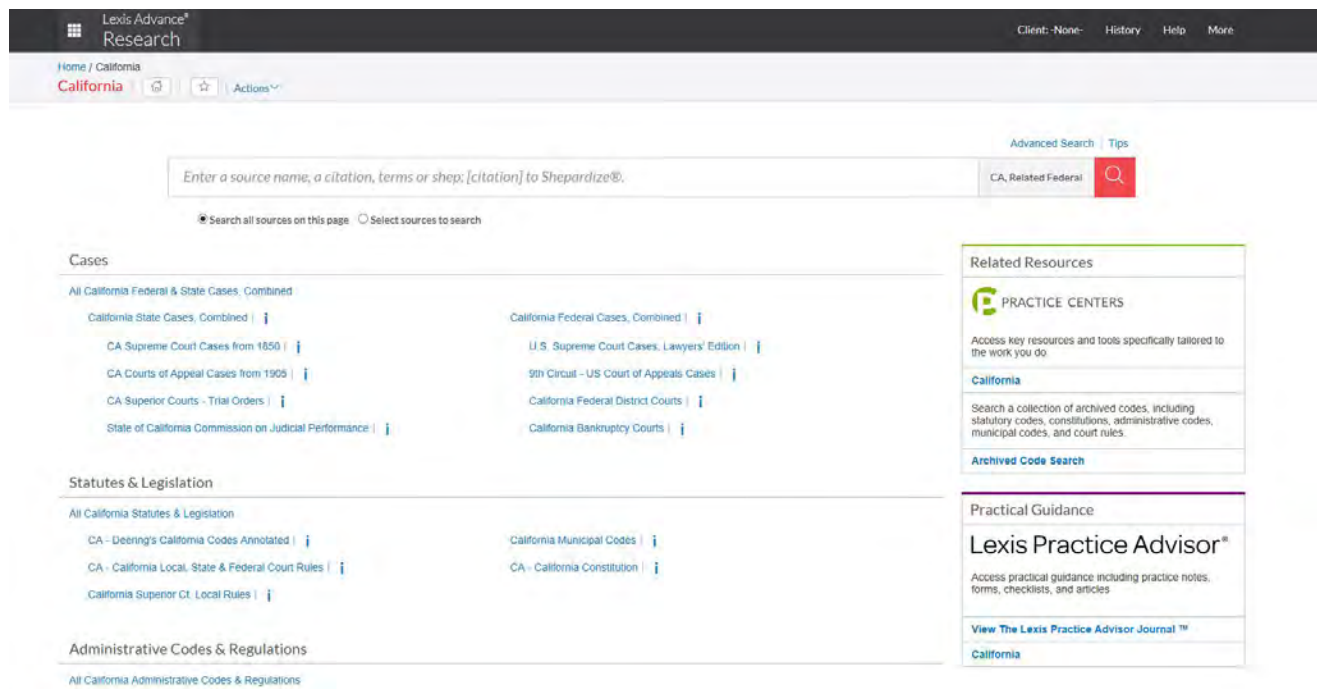 Lexis Advance®
Research
Client: -None- History Help More
Home / California
California Actions
Advanced Search | Tips
Enter a source name, a citation, terms or shep: [citation] to Shepardize®.
CA, Related Federal
Search all sources on this page Select sources to search
Cases
All California Federal & State Cases, Combined
California State Cases, Combined | i
California Federal Cases, Combined | i
CA Supreme Court Cases from 1850 | i
U.S. Supreme Court Cases, Lawyers' Edition | i
CA Courts of Appeal Cases from 1905 | i
9th Circuit - US Court of Appeals Cases | i
CA Superior Courts - Trial Orders | i
California Federal District Courts | i
State of California Commission on Judicial Performance | i
California Bankruptcy Courts | i
Statutes & Legislation
All California Statutes & Legislation
CA - Deering's California Codes Annotated | i
California Municipal Codes | i
CA - California Local, State & Federal Court Rules | i
CA - California Constitution | i
California Superior Ct. Local Rules | i
Administrative Codes & Regulations
All California Administrative Codes & Regulations
Related Resources
PRACTICE CENTERS
Access key resources and tools specifically tailored to
the work you do
California
Search a collection of archived codes, including
statutory codes, constitutions, administrative codes,
municipal codes, and court rules.
Archived Code Search
Practical Guidance
Lexis Practice Advisor®
Access practical guidance including practice notes,
forms, checklists, and articles
View The Lexis Practice Advisor Journal ™
California